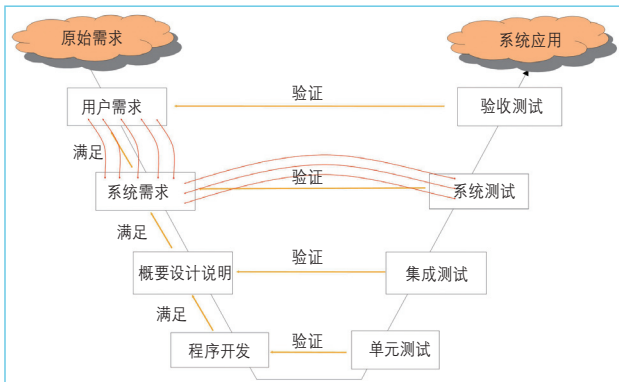 原始需求
系统应用
用户需求
验证
验收测试
满足
系统需求
验证
系统测试
满足
概要设计说明
验证
集成测试
满足
程序开发
验证
单元测试